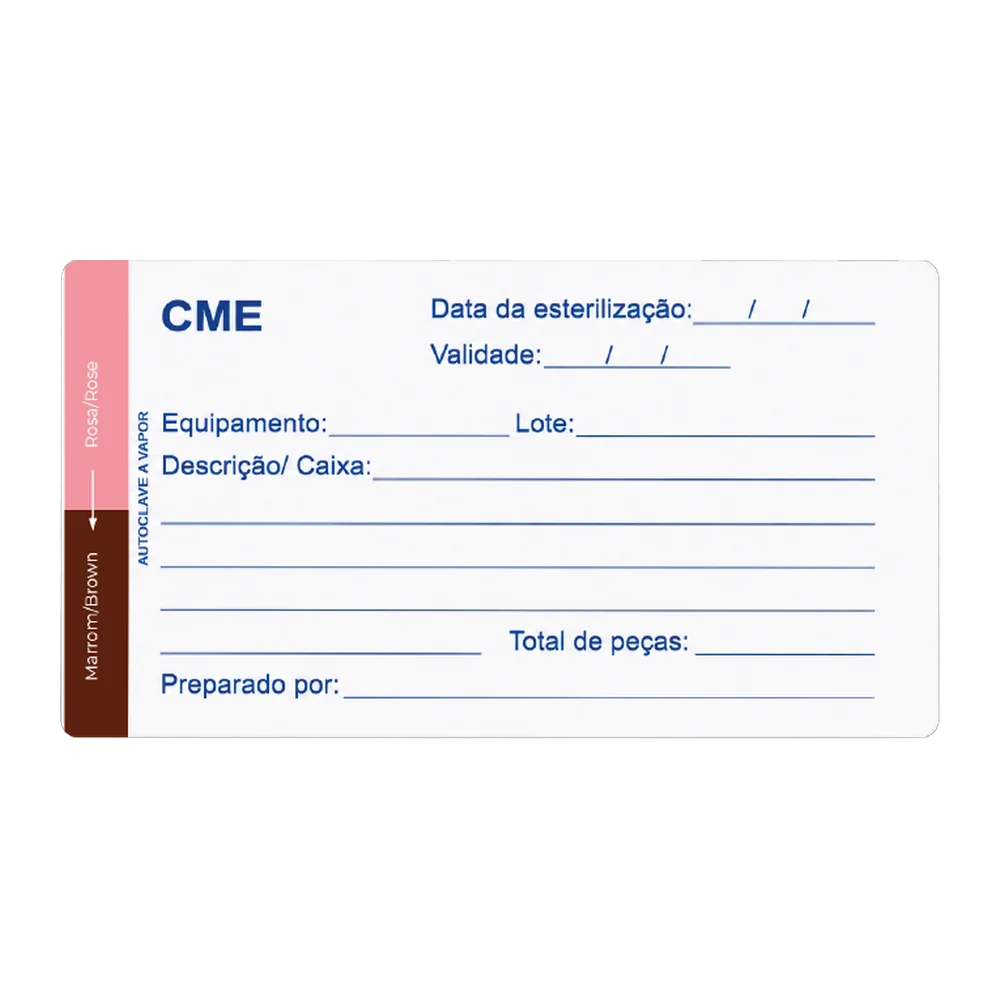 CME
Data da esterilização: / /
Validade: / /
Equipamento: Lote:
Descrição/ Caixa:
Total de peças:
Preparado por:
AUTOCLAVE A VAPOR
Rosa/Rose
Marrom/Brown